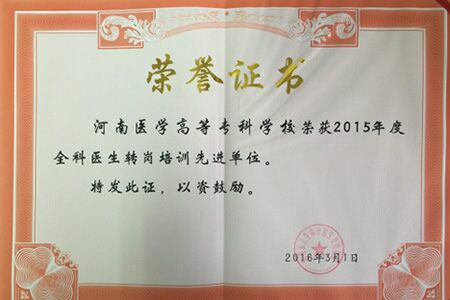 荣誉证书
河南医学高等专科学校荣获2015年度
全科医生转岗培训先进单位。
特发此证，以资鼓励。
2016年3月1日